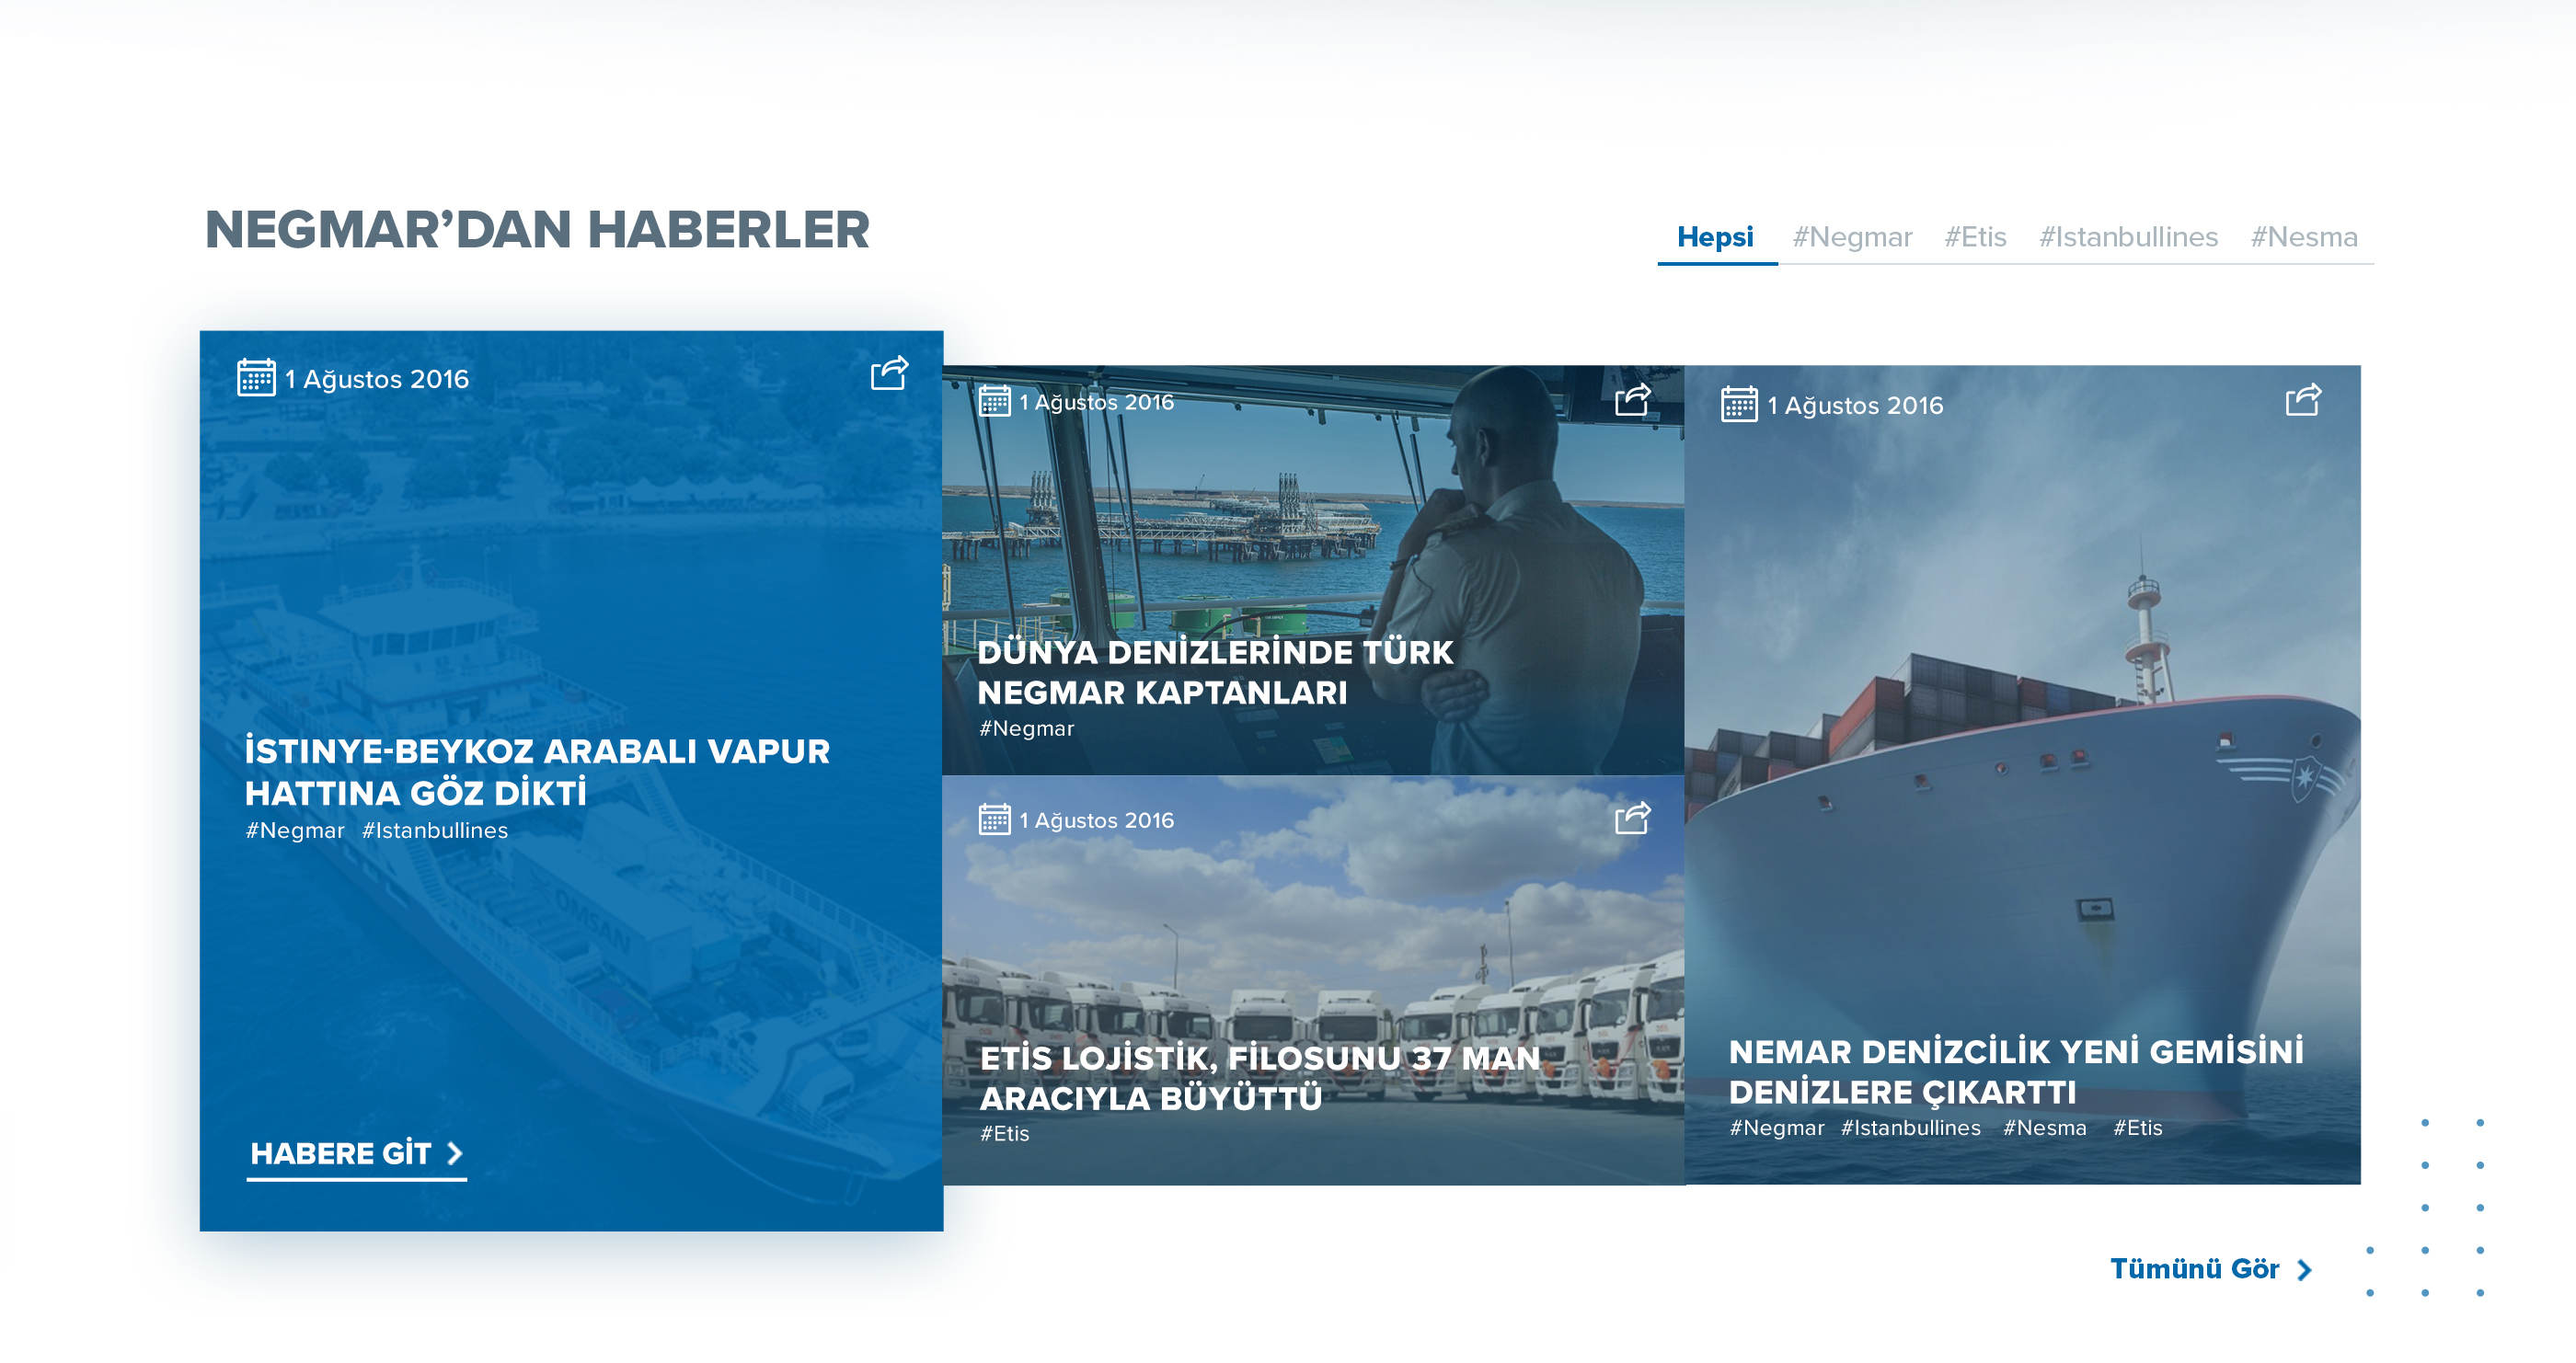 NEGMAR’DAN HABERLER
Hepsi #Negmar #Etis #Istanbullines #Nesma
1 Ağustos 2016
İSTINYE-BEYKOZ ARABALI VAPUR
HATTINA GÖZ DİKTİ
#Negmar #Istanbullines
OMSAN
HABERE GİT
1 Ağustos 2016
DÜNYA DENİZLERİNDE TÜRK
NEGMAR KAPTANLARI
#Negmar
1 Ağustos 2016
ETİS LOJİSTİK, FİLOSUNU 37 MAN
ARACIYLA BÜYÜTTÜ
#Etis
1 Ağustos 2016
NEMAR DENİZCİLİK YENİ GEMİSİNİ
DENİZLERE ÇIKARTTI
#Negmar #Istanbullines #Nesma #Etis
Tümünü Gör